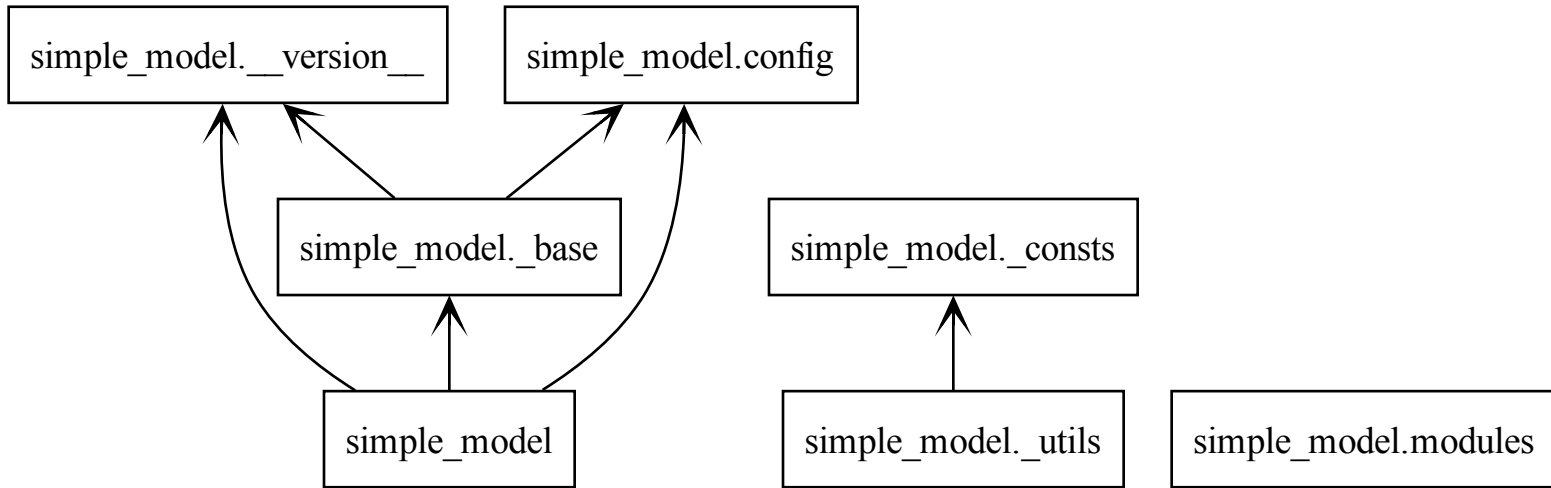 simple_model.__version__
simple_model.config
simple_model._base
simple_model._consts
simple_model
simple_model._utils
simple_model.modules